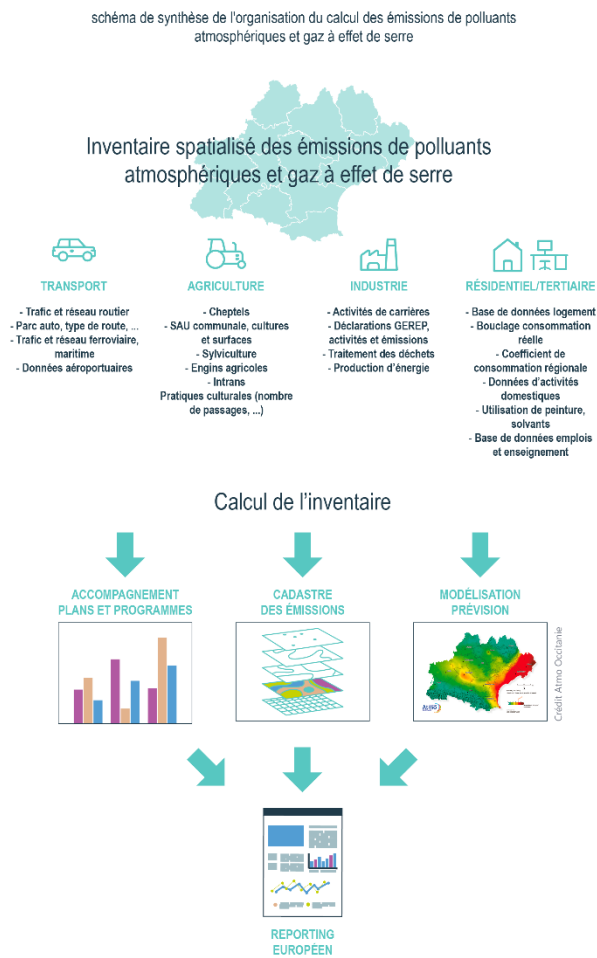 schéma de synthèse de l'organisation du calcul des émissions de polluants
atmosphériques et gaz à effet de serre
Inventaire spatialisé des émissions de polluants
atmosphériques et gaz à effet de serre
TRANSPORT
- Trafic et réseau routier
- Parc auto, type de route, ...
- Trafic et réseau ferroviaire,
maritime
- Données aéroportuaires
AGRICULTURE
- Cheptels
- SAU communale, cultures
et surfaces
- Sylviculture
- Engins agricoles
- Intrans
Pratiques culturales (nombre
de passages, ...)
INDUSTRIE
- Activités de carrières
- Déclarations GEREP,
activités et émissions
- Traitement des déchets
- Production d'énergie
RÉSIDENTIEL/TERTIAIRE
- Base de données logement
- Bouclage consommation
réelle
- Coefficient de
consommation régionale
- Données d'activités
domestiques
- Utilisation de peinture,
solvants
- Base de données emplois
et enseignement
Calcul de l'inventaire
ACCOMPAGNEMENT
PLANS ET PROGRAMMES
CADASTRE
DES ÉMISSIONS
MODÉLISATION
PRÉVISION
Crédit Atmo Occitanie
REPORTING
EUROPÉEN